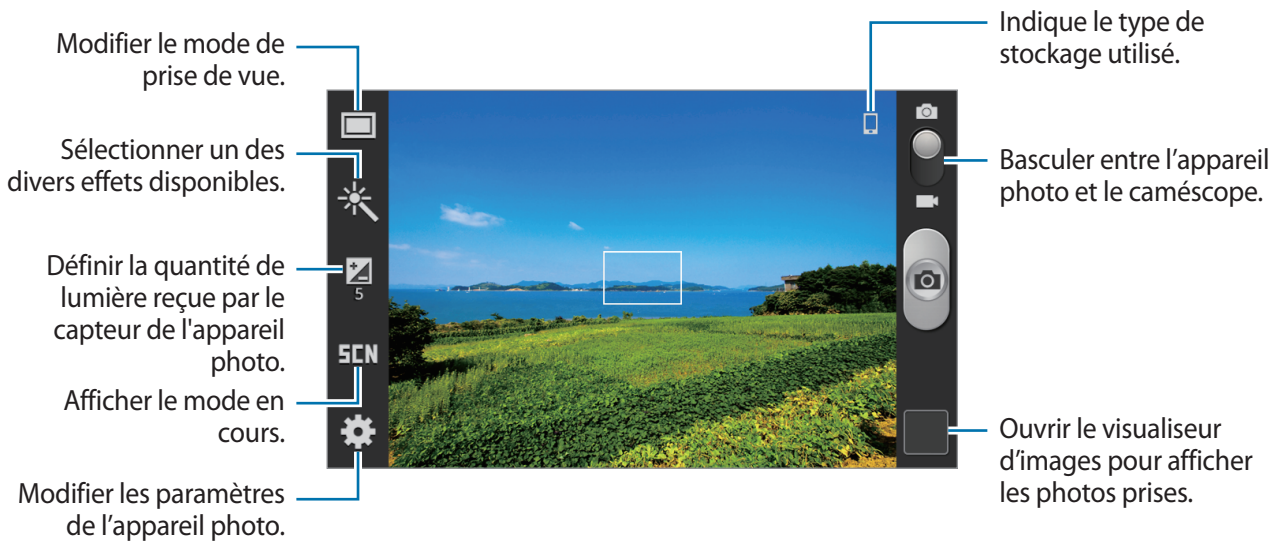 Modifier le mode de
prise de vue.
Sélectionner un des
divers effets disponibles.
Définir la quantité de
lumière reçue par le
capteur de l'appareil
photo.
5
SCN
Afficher le mode en
cours.
Modifier les paramètres
de l’appareil photo.
Indique le type de
stockage utilisé.
Basculer entre l’appareil
photo et le caméscope.
Ouvrir le visualiseur
d’images pour afficher
les photos prises.